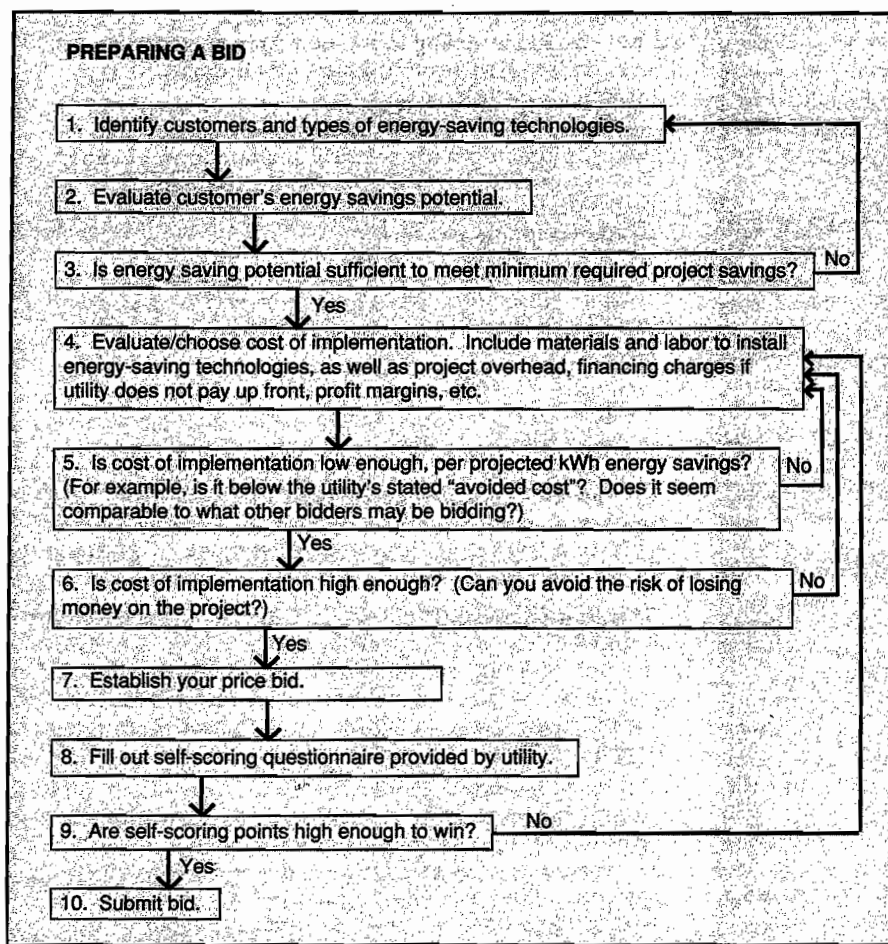 PREPARING A BID
1. Identify customers and types of energy-saving technologies.
2. Evaluate customer's energy savings potential.
3. Is energy saving potential sufficient to meet minimum required project savings?
No
Yes
4. Evaluate/choose cost of implementation. Include materials and labor to install
energy-saving technologies, as well as project overhead, financing charges if
utility does not pay up front, profit margins, etc.
5. Is cost of implementation low enough, per projected kWh energy savings?
(For example, is it below the utility's stated "avoided cost"? Does it seem
comparable to what other bidders may be bidding?)
No
Yes
6. Is cost of implementation high enough? (Can you avoid the risk of losing
money on the project?)
No
Yes
7. Establish your price bid.
8. Fill out self-scoring questionnaire provided by utility.
9. Are self-scoring points high enough to win?
No
Yes
10. Submit bid.